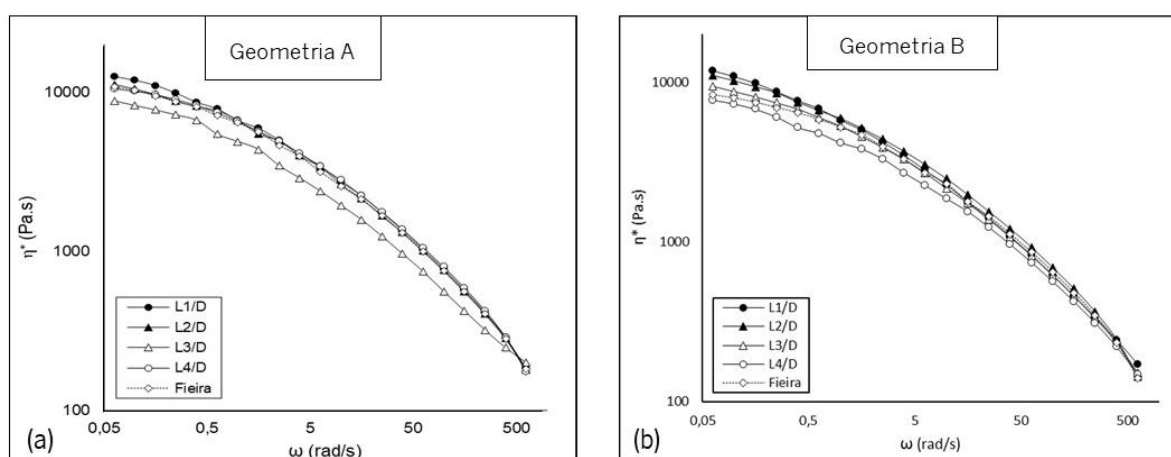 Geometria A
10000
1000
100
η* (Pa.s)
L1/D
L2/D
L3/D
L4/D
Fieira
0,05
0,5
5
50
500
(a)
ω (rad/s)
Geometria B
10000
1000
100
η* (Pa.s)
L1/D
L2/D
L3/D
L4/D
Fieira
0,05
0,5
5
50
500
(b)
ω (rad/s)